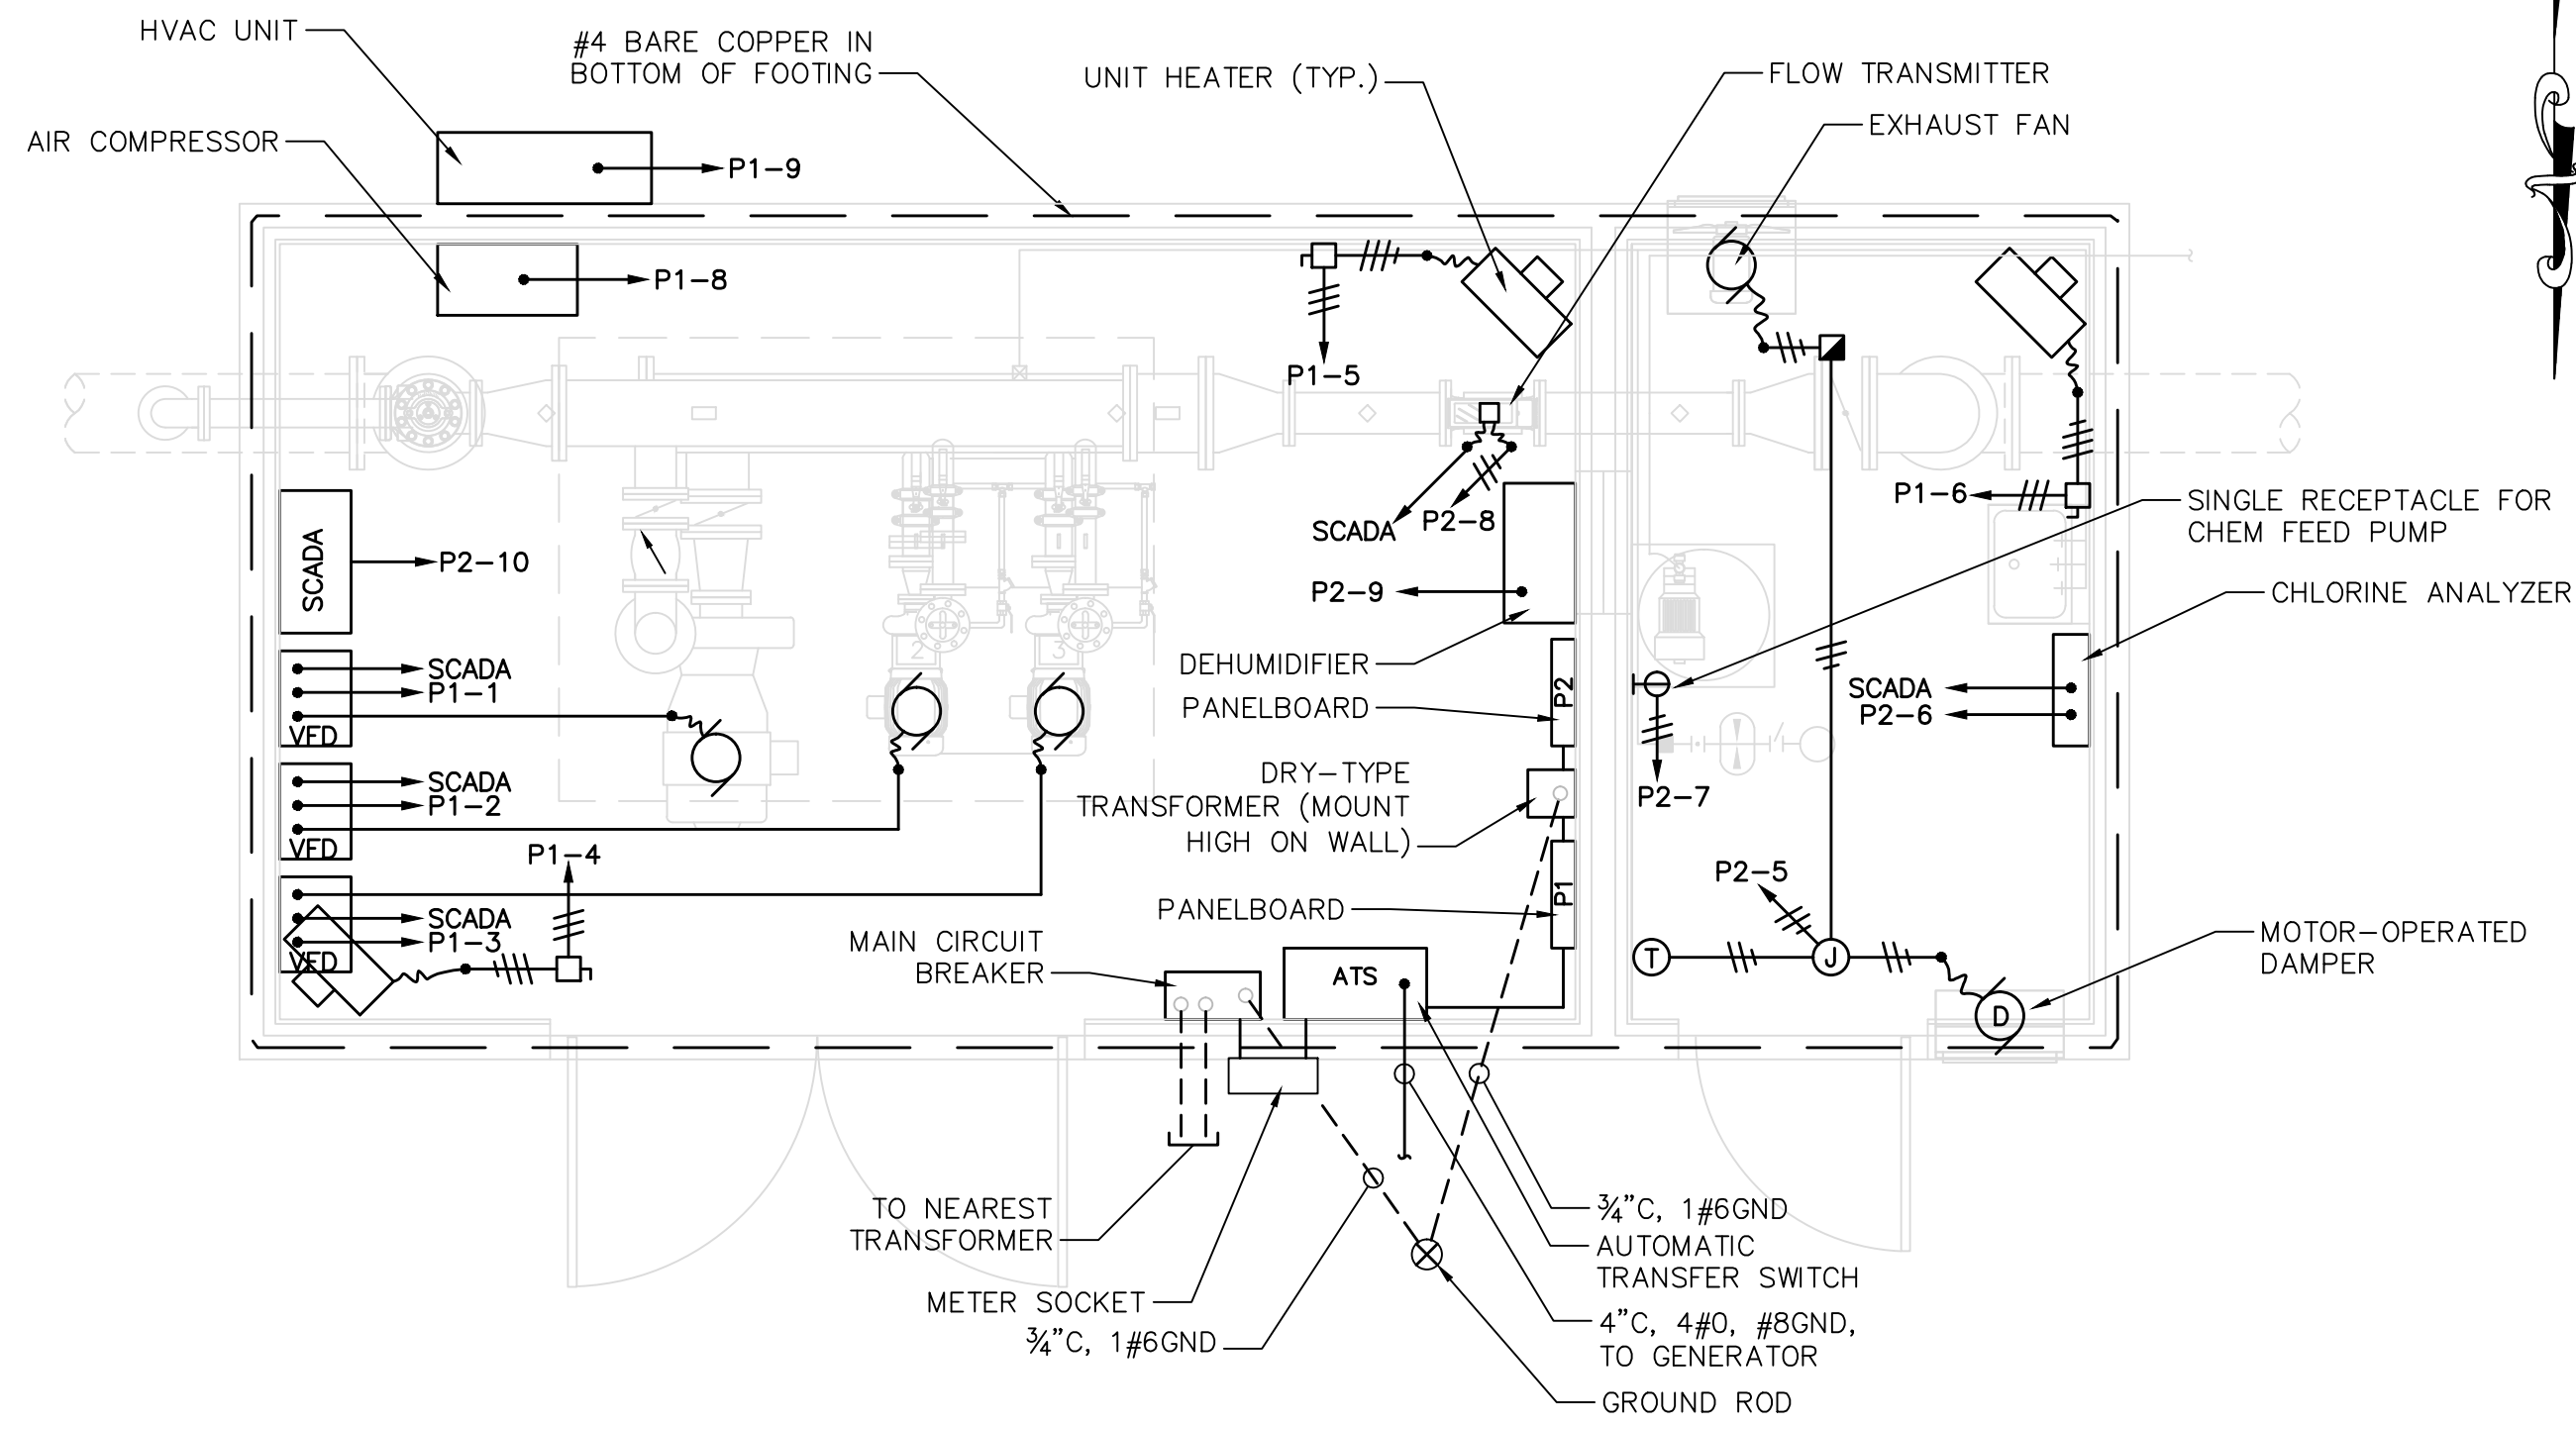 HVAC UNIT
#4 BARE COPPER IN
BOTTOM OF FOOTING
UNIT HEATER (TYP.)
FLOW TRANSMITTER
EXHAUST FAN
AIR COMPRESSOR
P1-9
P1-8
P1-5
P1-6
SINGLE RECEPTACLE FOR
CHEM FEED PUMP
SCADA
P2-8
SCADA
P2-10
P2-9
CHLORINE ANALYZER
DEHUMIDIFIER
2
3
SCADA
P1-1
VFD
PANELBOARD
P2
SCADA
P2-6
SCADA
P1-2
VFD
DRY-TYPE
TRANSFORMER (MOUNT
HIGH ON WALL)
P2-7
P1-4
P2-5
SCADA
P1-3
VFD
PANELBOARD
P1
MAIN CIRCUIT
BREAKER
ATS
T
J
D
MOTOR-OPERATED
DAMPER
TO NEAREST
TRANSFORMER
¾"C, 1#6GND
AUTOMATIC
TRANSFER SWITCH
METER SOCKET
¾"C, 1#6GND
4"C, 4#0, #8GND,
TO GENERATOR
GROUND ROD